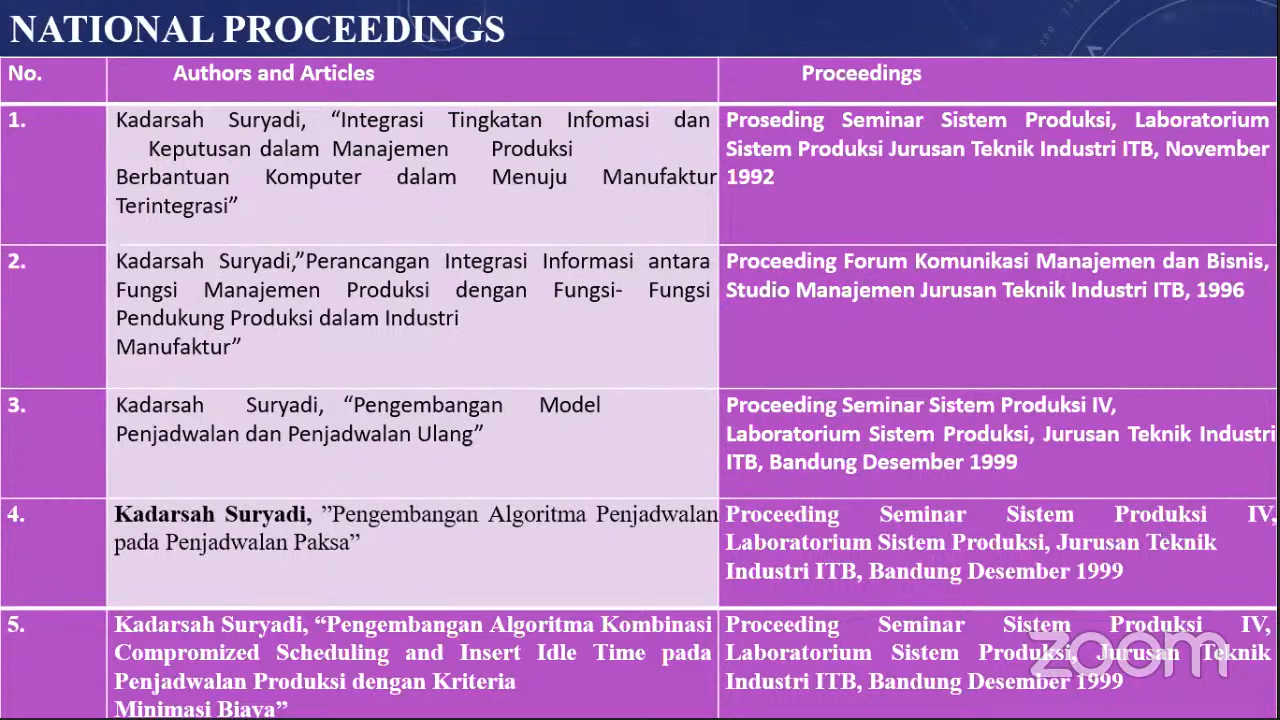 NATIONAL PROCEEDINGS
No. Authors and Articles Proceedings
1. Kadarsah Suryadi, “Integrasi Tingkatan Infomasi dan
Keputusan dalam Manajemen Produksi
Berbantuan Komputer dalam Menuju Manufaktur
Terintegrasi”
Proseding Seminar Sistem Produksi, Laboratorium
Sistem Produksi Jurusan Teknik Industri ITB, November
1992
2. Kadarsah Suryadi,”Perancangan Integrasi Informasi antara
Fungsi Manajemen Produksi dengan Fungsi- Fungsi
Pendukung Produksi dalam Industri
Manufaktur”
Proceeding Forum Komunikasi Manajemen dan Bisnis,
Studio Manajemen Jurusan Teknik Industri ITB, 1996
3. Kadarsah Suryadi, “Pengembangan Model
Penjadwalan dan Penjadwalan Ulang”
Proceeding Seminar Sistem Produksi IV,
Laboratorium Sistem Produksi, Jurusan Teknik Industri
ITB, Bandung Desember 1999
4. Kadarsah Suryadi, ”Pengembangan Algoritma Penjadwalan
pada Penjadwalan Paksa”
Proceeding Seminar Sistem Produksi IV,
Laboratorium Sistem Produksi, Jurusan Teknik
Industri ITB, Bandung Desember 1999
5. Kadarsah Suryadi, “Pengembangan Algoritma Kombinasi
Compromized Scheduling and Insert Idle Time pada
Penjadwalan Produksi dengan Kriteria
Minimasi Biaya”
Proceeding Seminar Sistem Produksi IV,
Laboratorium Sistem Produksi, Jurusan Teknik
Industri ITB, Bandung Desember 1999
zoom